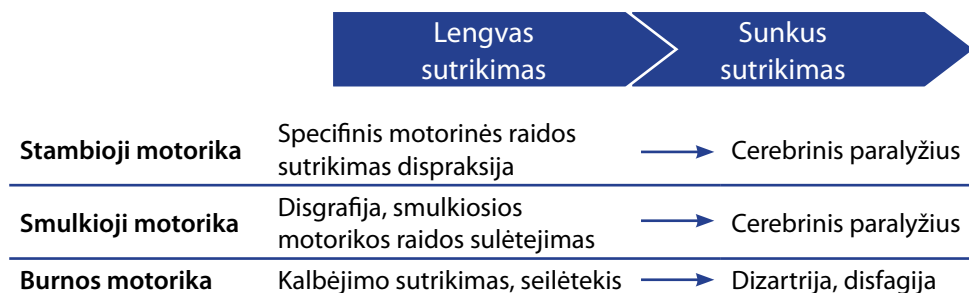 Lengvas
sutrikimas
Sunkus
sutrikimas
Stambioji motorika
Specifinis motorinės raidos
sutrikimas dispraksija
Cerebrinis paralyžius
Smulkioji motorika
Disgrafija, smulkiosios
motorikos raidos sulėtejimas
Cerebrinis paralyžius
Burnos motorika
Kalbėjimo sutrikimas, seilėtekis
Dizartrija, disfagija